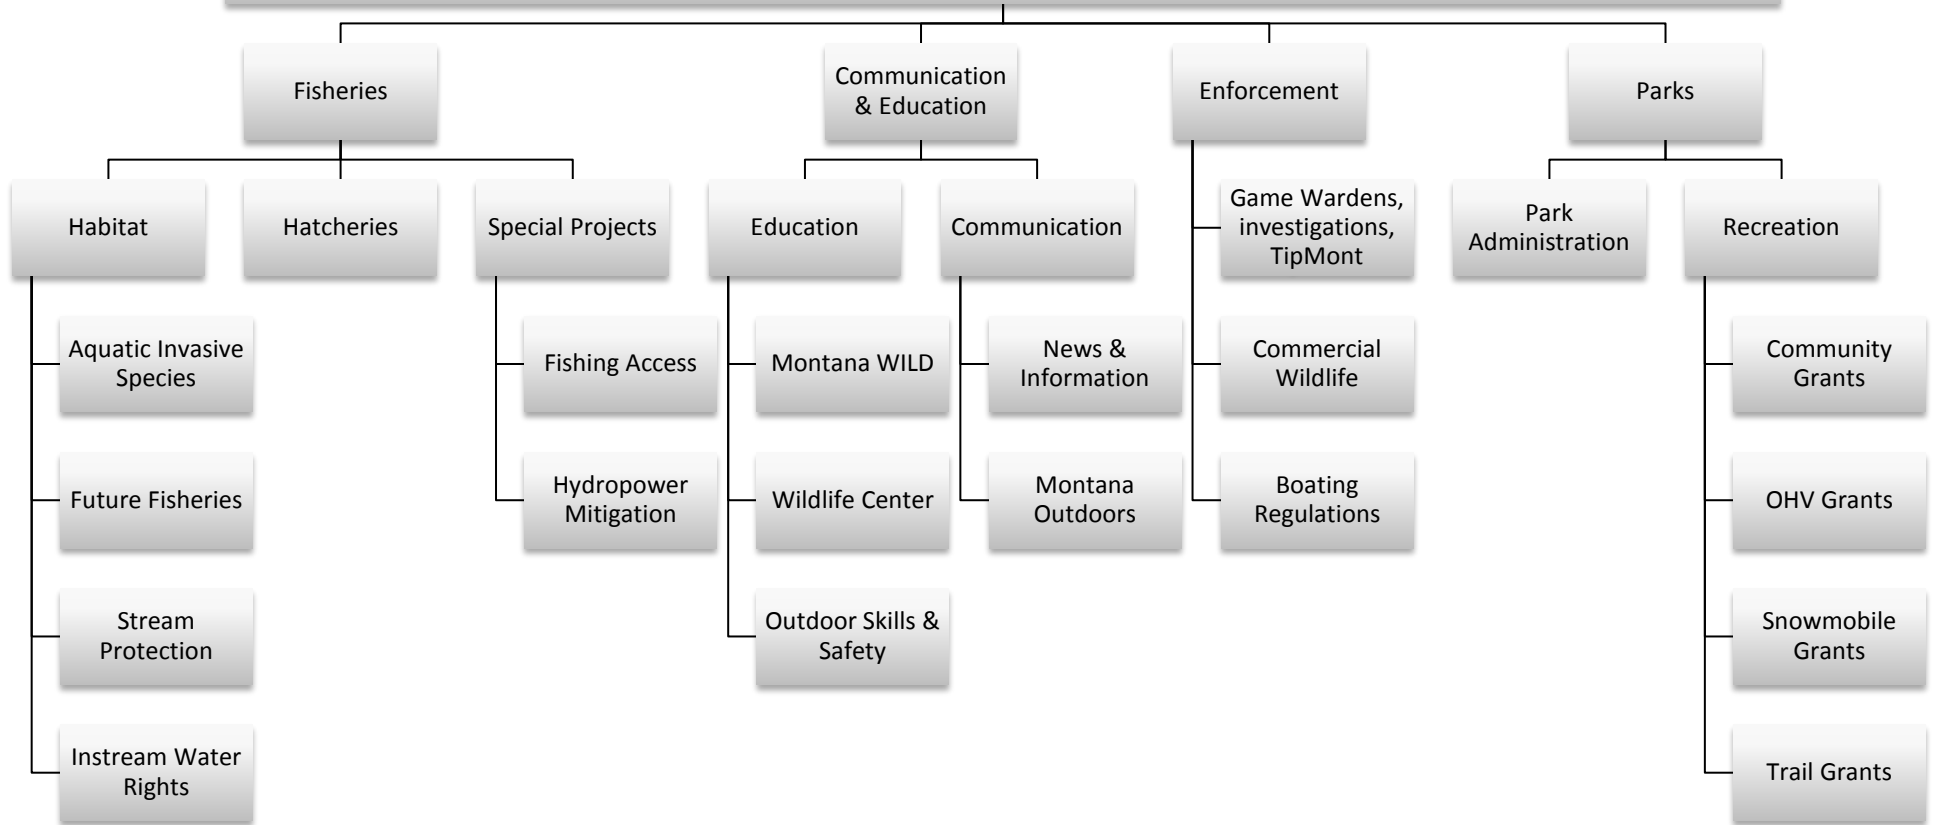 Fisheries
Communication
& Education
Enforcement
Parks
Habitat
Hatcheries
Special Projects
Education
Communication
Game Wardens,
investigations,
TipMont
Park
Administration
Recreation
Aquatic Invasive
Species
Fishing Access
Montana WILD
News &
Information
Commercial
Wildlife
Community
Grants
Future Fisheries
Hydropower
Mitigation
Wildlife Center
Montana
Outdoors
Boating
Regulations
OHV Grants
Stream
Protection
Outdoor Skills &
Safety
Snowmobile
Grants
Instream Water
Rights
Trail Grants